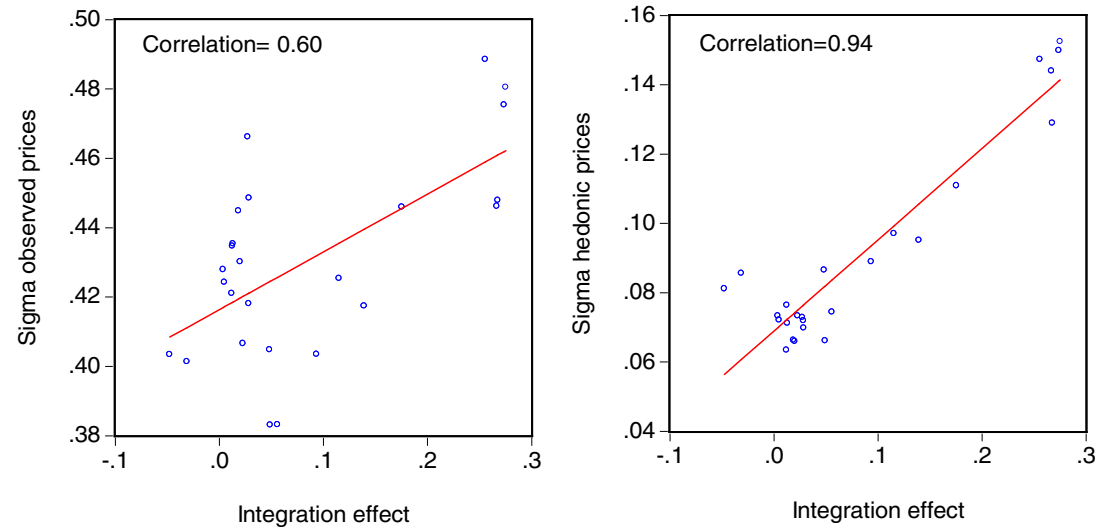 Correlation= 0.60
Sigma observed prices
.50
.48
.46
.44
.42
.40
.38
-.1 .0 .1 .2 .3
Integration effect
Correlation=0.94
Sigma hedonic prices
.16
.14
.12
.10
.08
.06
.04
-.1 .0 .1 .2 .3
Integration effect